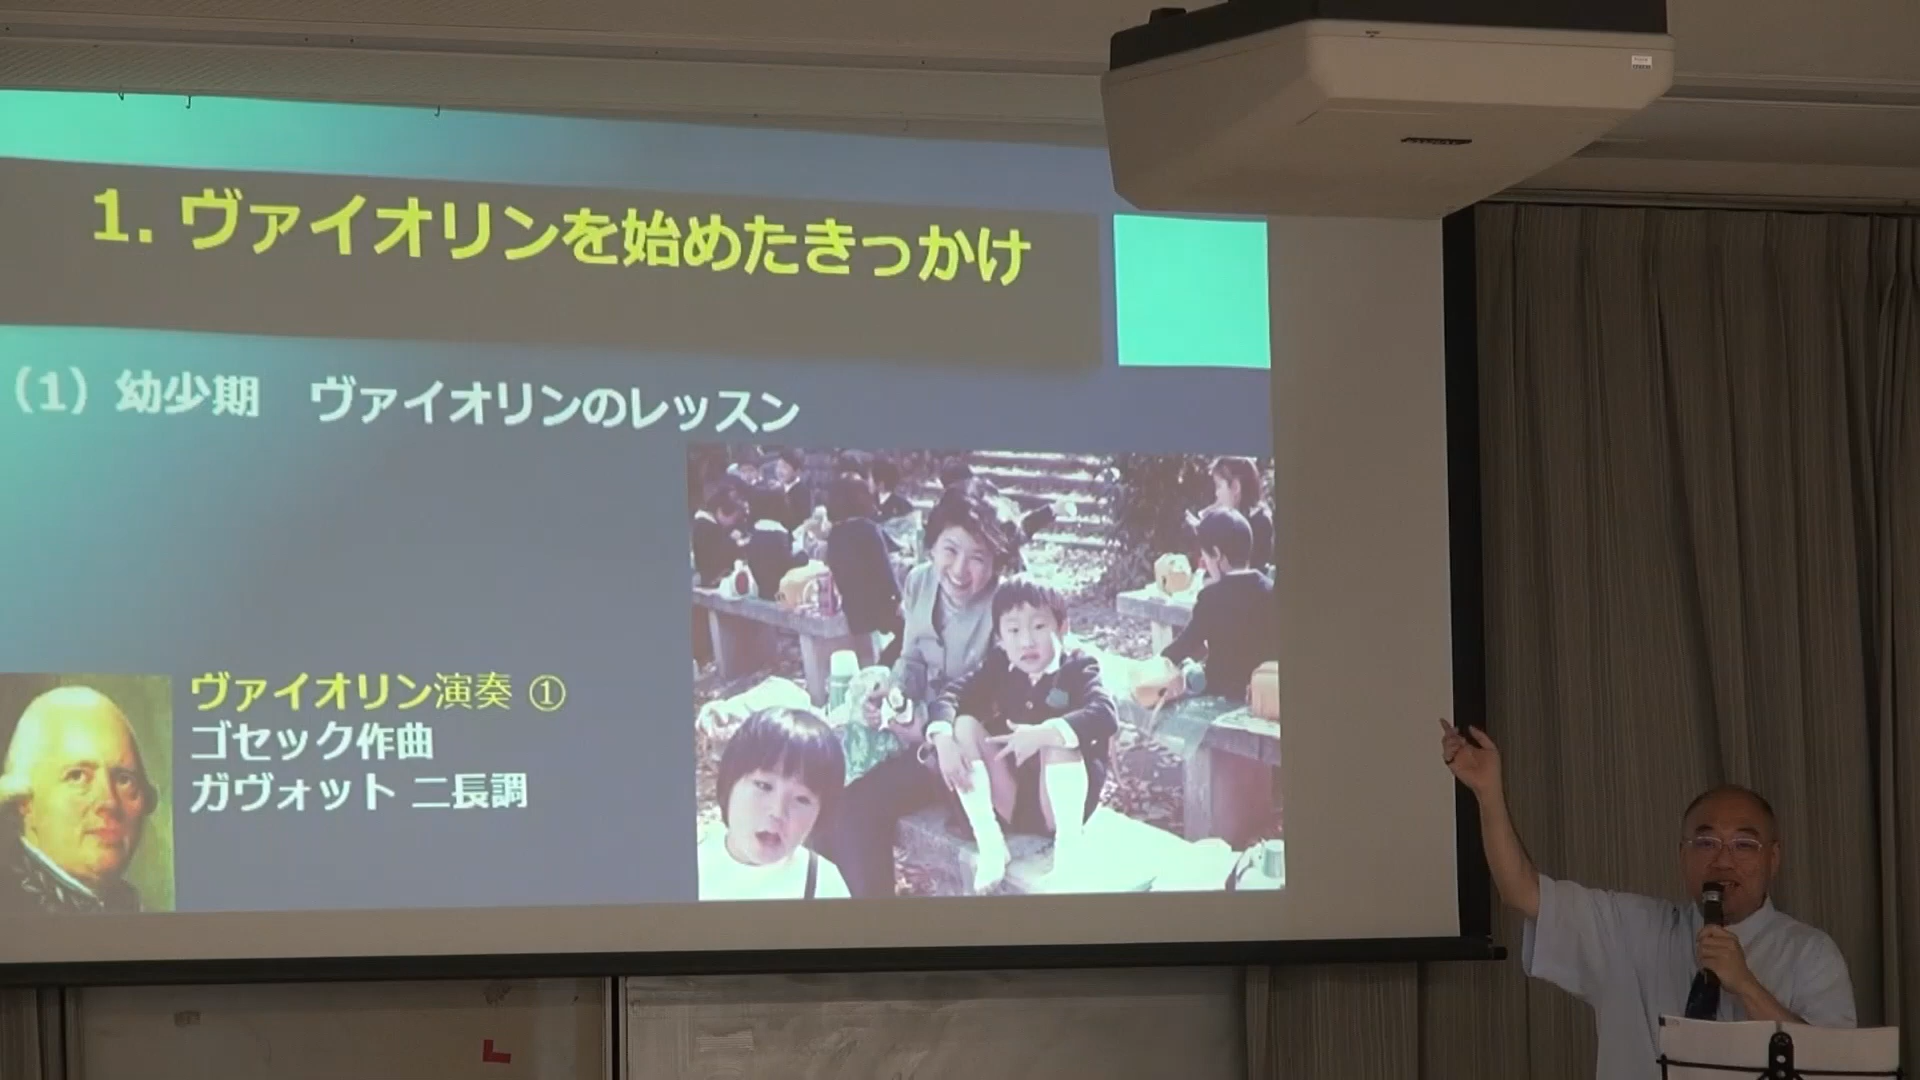 1. ヴァイオリンを始めたきっかけ
（1）幼少期　ヴァイオリンのレッスン
ヴァイオリン演奏 ①
ゴセック作曲
ガヴォット 二長調